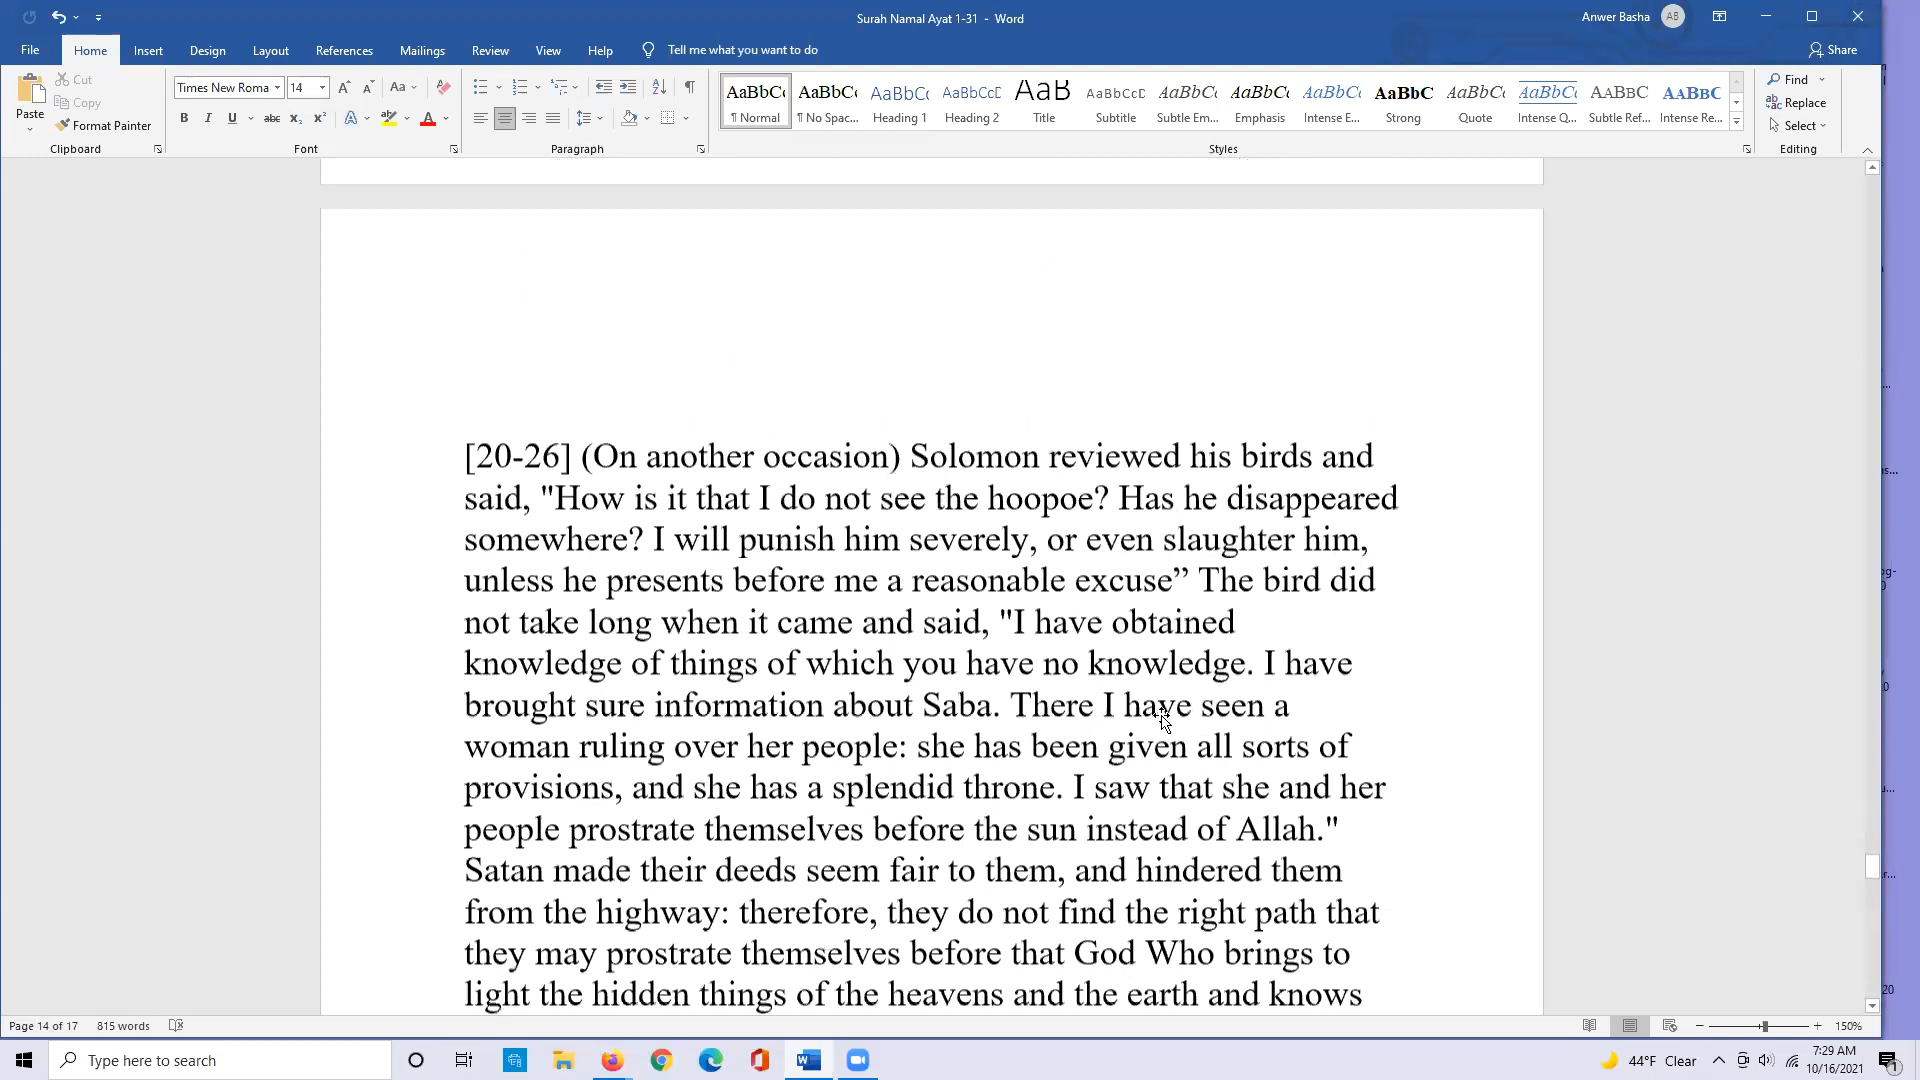 Surah Namal Ayat 1-31 - Word
Anwer Basha AB
File Home Insert Design Layout References Mailings Review View Help Tell me what you want to do Share
Paste
Cut
Copy
Format Painter
Clipboard
Times New Roma 14
Font
Paragraph
¶ Normal ¶ No Spac... Heading 1 Heading 2 Title Subtitle Subtle Em... Emphasis Intense E... Strong Quote Intense Q... Subtle Ref... Intense Re...
Styles
Find
Replace
Select
Editing
[20-26] (On another occasion) Solomon reviewed his birds and
said, "How is it that I do not see the hoopoe? Has he disappeared
somewhere? I will punish him severely, or even slaughter him,
unless he presents before me a reasonable excuse” The bird did
not take long when it came and said, "I have obtained
knowledge of things of which you have no knowledge. I have
brought sure information about Saba. There I have seen a
woman ruling over her people: she has been given all sorts of
provisions, and she has a splendid throne. I saw that she and her
people prostrate themselves before the sun instead of Allah."
Satan made their deeds seem fair to them, and hindered them
from the highway: therefore, they do not find the right path that
they may prostrate themselves before that God Who brings to
light the hidden things of the heavens and the earth and knows
Page 14 of 17 815 words 150%
Type here to search
44°F Clear
7:29 AM
10/16/2021